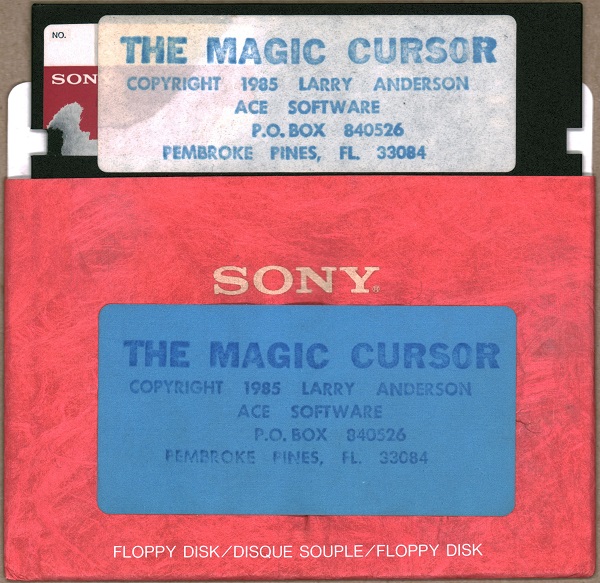 NO.
SONY
THE MAGIC CURSOR
COPYRIGHT 1985 LARRY ANDERSON
ACE SOFTWARE
P.O. BOX 840526
PEMBROKE PINES, FL. 33084
SONY®
THE MAGIC CURSOR
COPYRIGHT 1985 LARRY ANDERSON
ACE SOFTWARE
P.O. BOX 840526
PEMBROKE PINES, FL. 33084
FLOPPY DISK/DISQUE SOUPLE/FLOPPY DISK